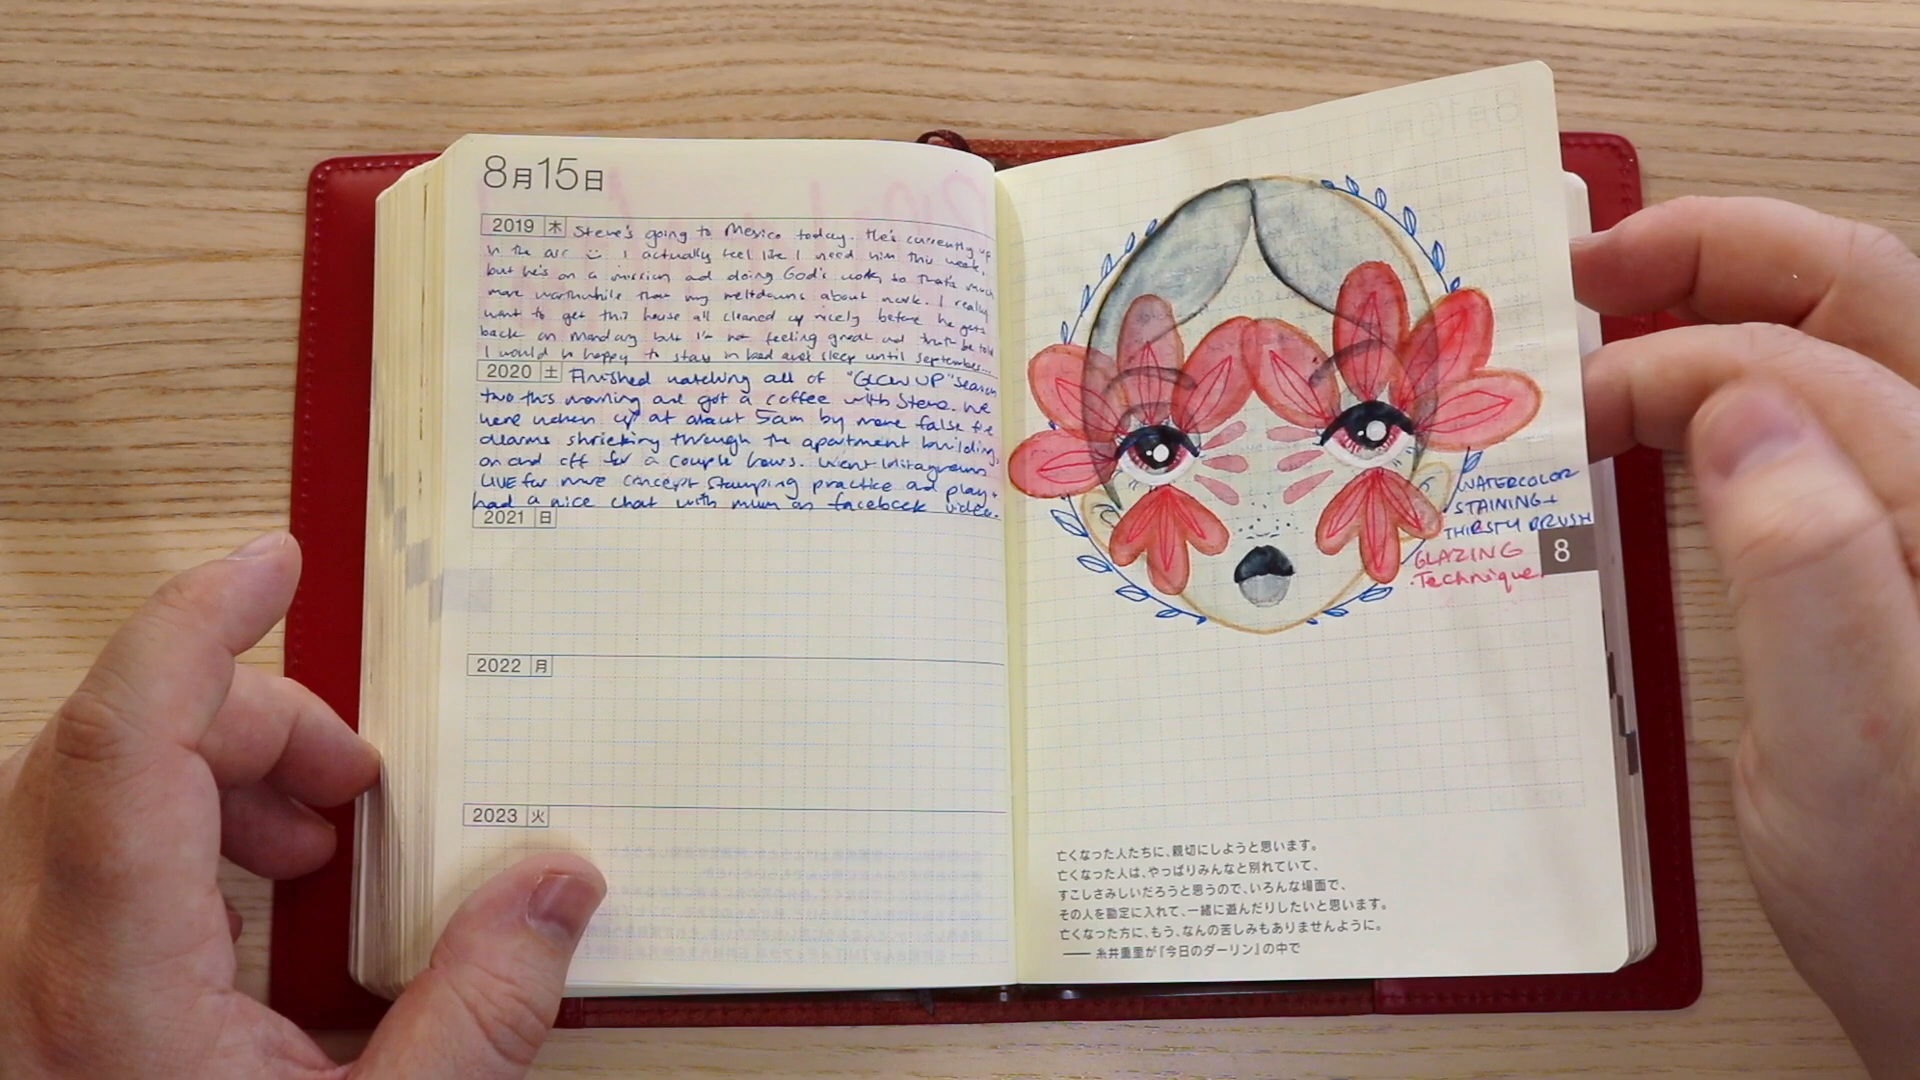 8月15日
2019 木 Steve's going to Mexico today. He's currently up
in the air I actually feel like I need him this week,
but he's on a mission and doing God's work so that's much
more worthwhile than my meltdowns about work. I really
want to get this house all cleaned up nicely before he gets
back on Monday but I'm not feeling great and truth be told
I would be happy to stay in bed and sleep until September...
2020 土 Finished watching all of "GLOW UP" season
two this morning and got a coffee with Steve. We
were woken up at about 5am by more false fire
alarms shrieking through the apartment building
on and off for a couple hours. Went Instagram
LIVE for more concept stamping practice and play +
had a nice chat with mum on facebook video.
2021 日
2022 月
2023 火
WATERCOLOR
STAINING +
THIRSTY BRUSH
GLAZING
Technique
8
亡くなった人たちに、親切にしようと思います。
亡くなった人は、やっぱりみんなと別れていて、
すこしさみしいだろうと思うので、いろんな場面で、
その人を勘定に入れて、一緒に遊んだりしたいと思います。
亡くなった方に、もう、なんの苦しみもありませんように。
—— 糸井重里が『今日のダーリン』の中で